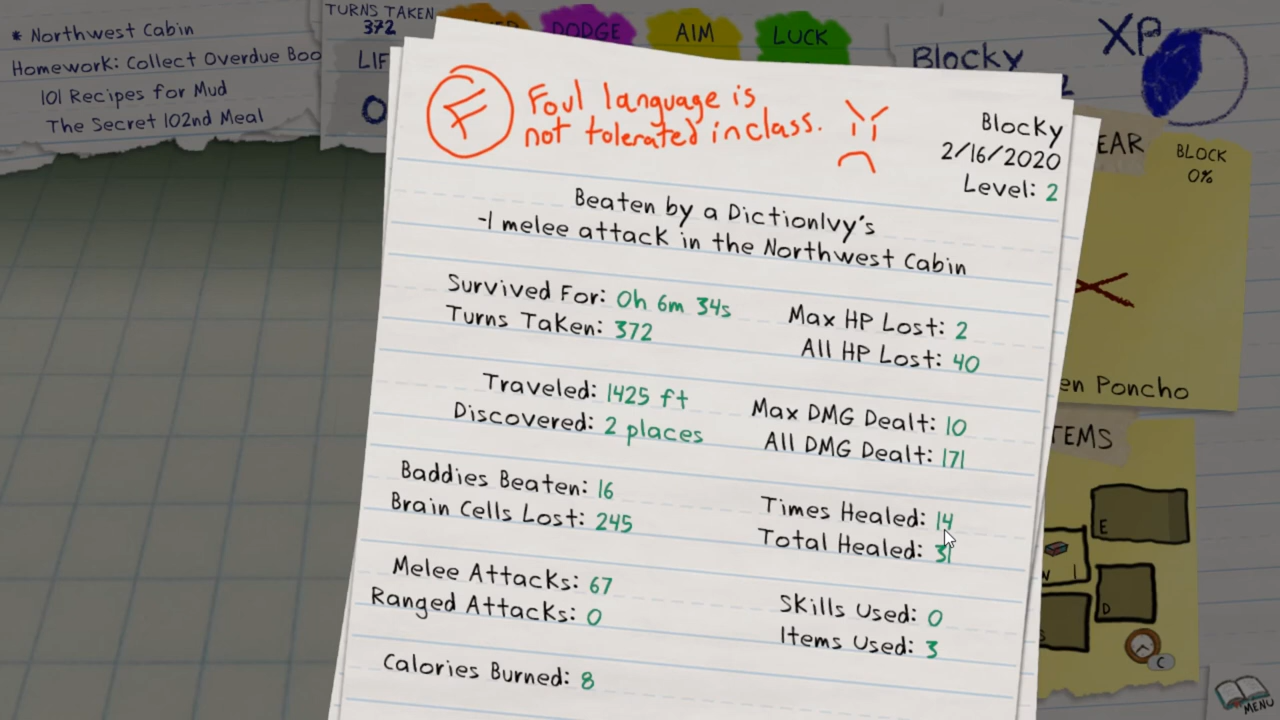 * Northwest Cabin
Homework: Collect Overdue Boo
101 Recipes for Mud
The Secret 102nd Meal
TURNS TAKEN
372
LIF
0
DODGE
AIM
LUCK
Blocky
XP
EAR
BLOCK
0%
en Poncho
TEMS
E
D
C
MENU
F
Foul language is
not tolerated in class.
Blocky
2/16/2020
Level: 2
Beaten by a DictionIvy's
-1 melee attack in the Northwest Cabin
Survived For: 0h 6m 34s
Turns Taken: 372
Max HP Lost: 2
All HP Lost: 40
Traveled: 1425 ft
Discovered: 2 places
Max DMG Dealt: 10
All DMG Dealt: 171
Baddies Beaten: 16
Brain Cells Lost: 245
Times Healed: 14
Total Healed: 31
Melee Attacks: 67
Ranged Attacks: 0
Skills Used: 0
Items Used: 3
Calories Burned: 8